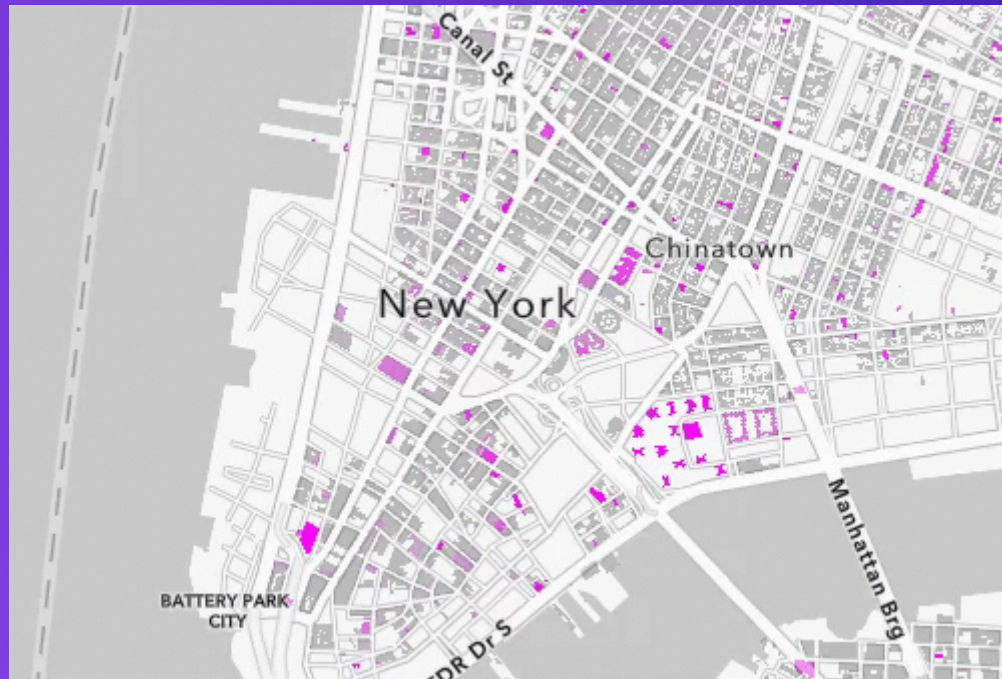 Canal St
Chinatown
New York
Manhattan Brg
BATTERY PARK
CITY
FDR Dr S